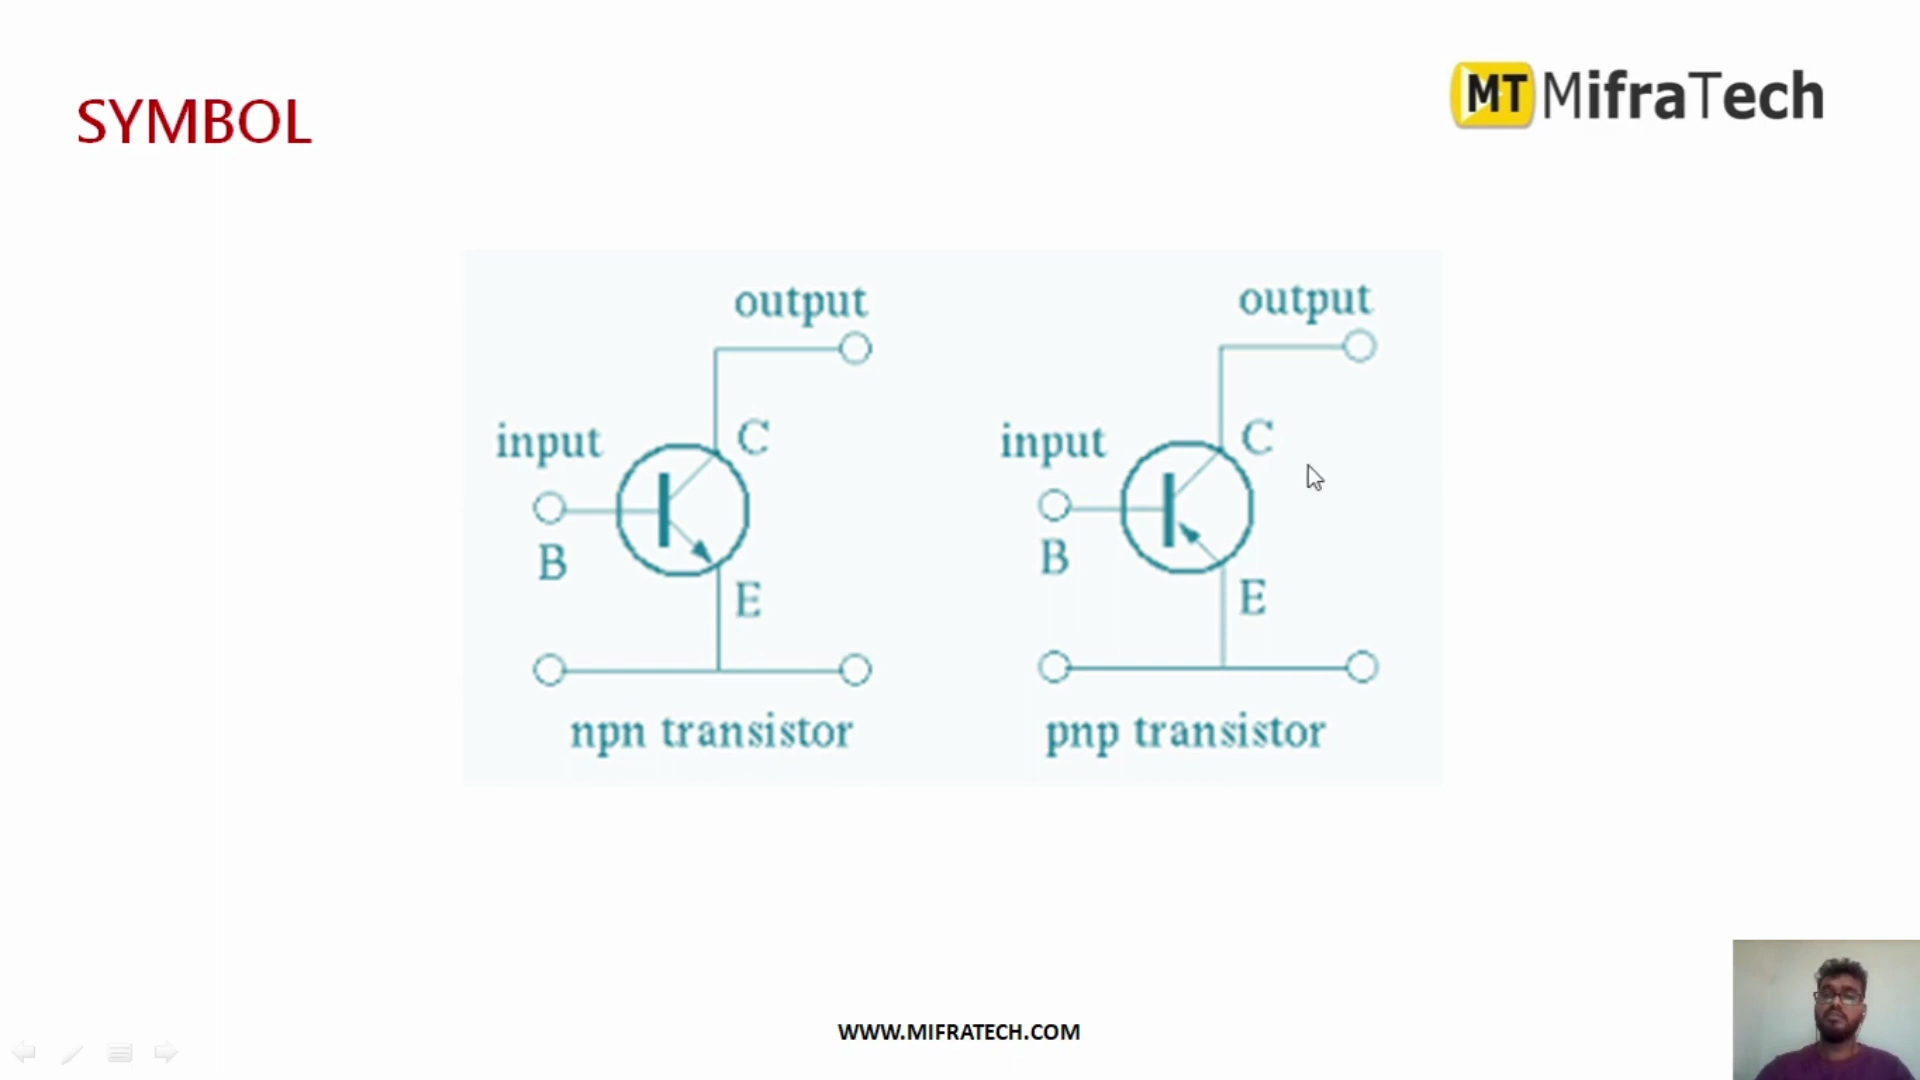 SYMBOL
MT MifraTech
output
output
input
C
input
C
B
B
E
E
npn transistor
pnp transistor
WWW.MIFRATECH.COM